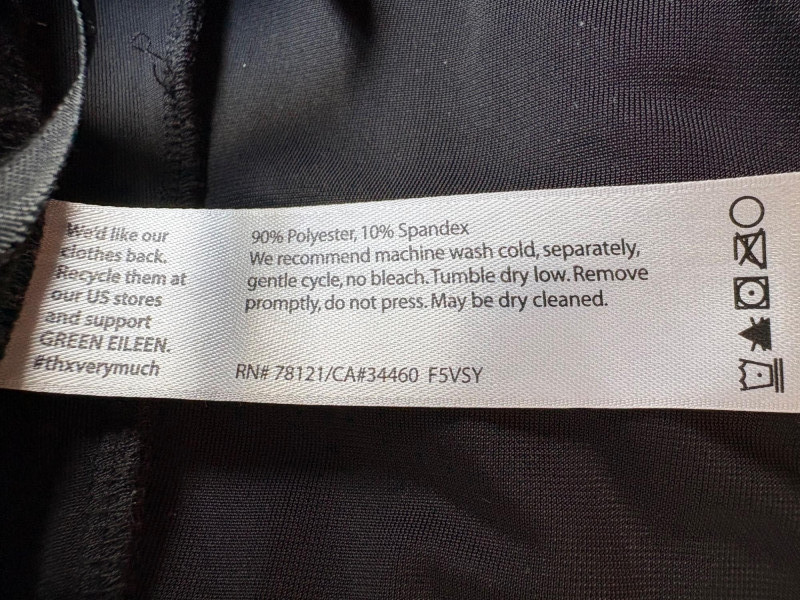 We'd like our
clothes back.
Recycle them at
our US stores
and support
GREEN EILEEN.
#thxverymuch
90% Polyester, 10% Spandex
We recommend machine wash cold, separately,
gentle cycle, no bleach. Tumble dry low. Remove
promptly, do not press. May be dry cleaned.
RN# 78121/CA#34460 F5VSY